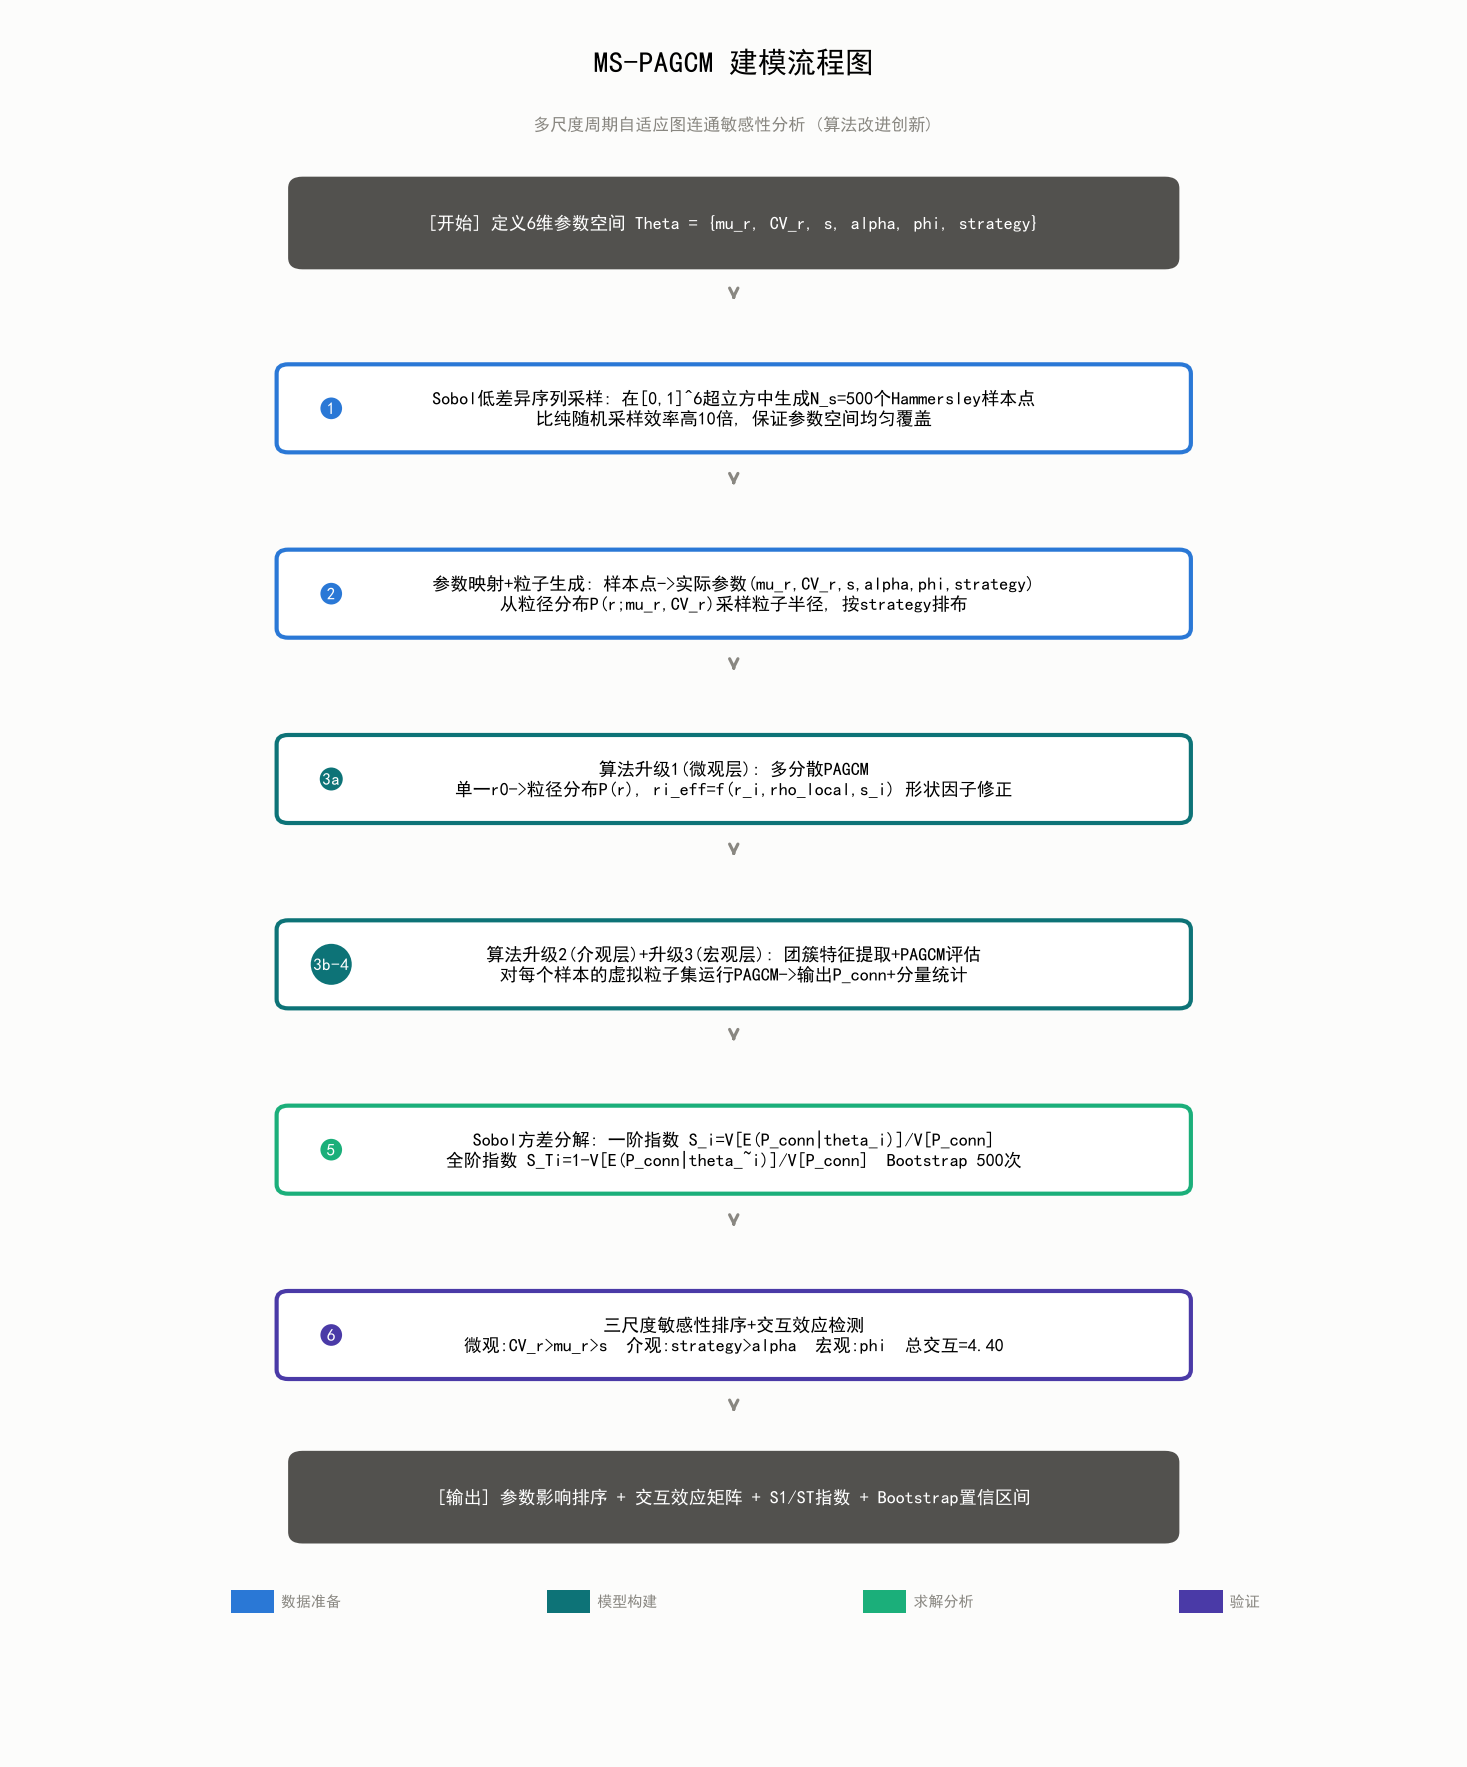 MS-PAGCM 建模流程图
多尺度周期自适应图连通敏感性分析 (算法改进创新)
[开始] 定义6维参数空间 Theta = {mu_r, CV_r, s, alpha, phi, strategy}
1
Sobol低差异序列采样: 在[0,1]^6超立方中生成N_s=500个Hammersley样本点
比纯随机采样效率高10倍, 保证参数空间均匀覆盖
2
参数映射+粒子生成: 样本点->实际参数(mu_r,CV_r,s,alpha,phi,strategy)
从粒径分布P(r;mu_r,CV_r)采样粒子半径, 按strategy排布
3a
算法升级1(微观层): 多分散PAGCM
单一r0->粒径分布P(r), ri_eff=f(r_i,rho_local,s_i) 形状因子修正
3b-4
算法升级2(介观层)+升级3(宏观层): 团簇特征提取+PAGCM评估
对每个样本的虚拟粒子集运行PAGCM->输出P_conn+分量统计
5
Sobol方差分解: 一阶指数 S_i=V[E(P_conn|theta_i)]/V[P_conn]
全阶指数 S_Ti=1-V[E(P_conn|theta_~i)]/V[P_conn]  Bootstrap 500次
6
三尺度敏感性排序+交互效应检测
微观:CV_r>mu_r>s  介观:strategy>alpha  宏观:phi  总交互=4.40
[输出] 参数影响排序 + 交互效应矩阵 + S1/ST指数 + Bootstrap置信区间
数据准备
模型构建
求解分析
验证